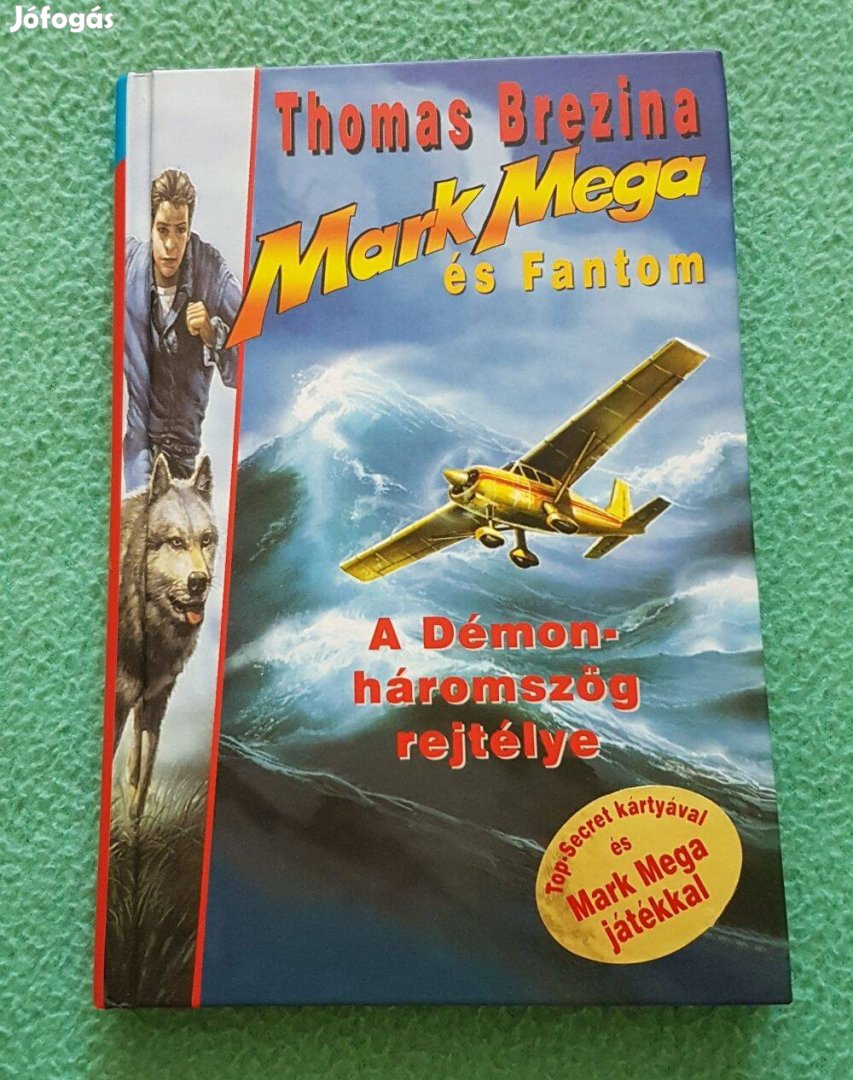 Jófogás
Thomas Brezina
Mark Mega
és Fantom
A Démon-
háromszög
rejtélye
Top-Secret kártyával
és
Mark Mega
játékkal